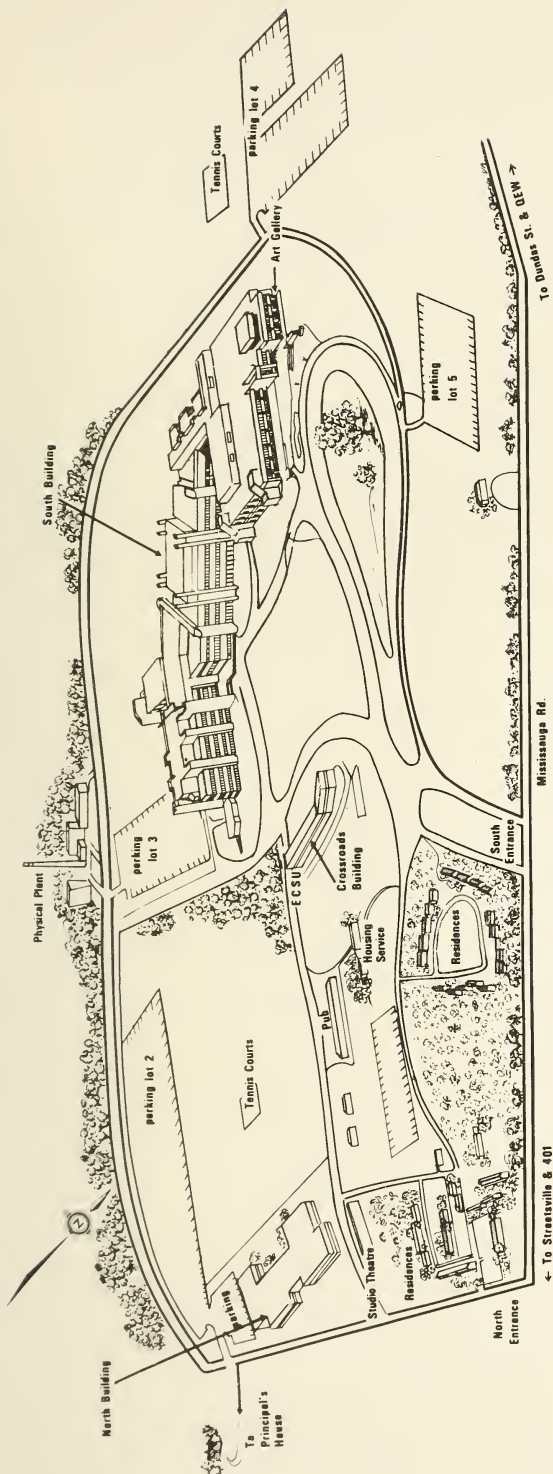 To
Principal's
House
North Building
N
Physical Plant
South Building
Tennis Courts
parking lot 4
Art Gallery
parking
parking lot 2
parking
lot 3
Tennis Courts
ECSU
Crossroads
Building
parking
lot 5
Pub
Housing
Service
Studio Theatre
Residences
Residences
North
Entrance
South
Entrance
← To Streetsville & 401
Mississauga Rd.
To Dundas St. & QEW →